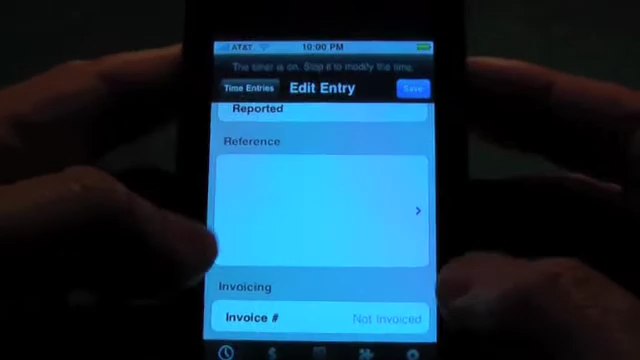 AT&T 10:00 PM
The timer is on. Stop it to modify the time.
Time Entries Edit Entry Save
Reported
Reference
Invoicing
Invoice # Not Invoiced